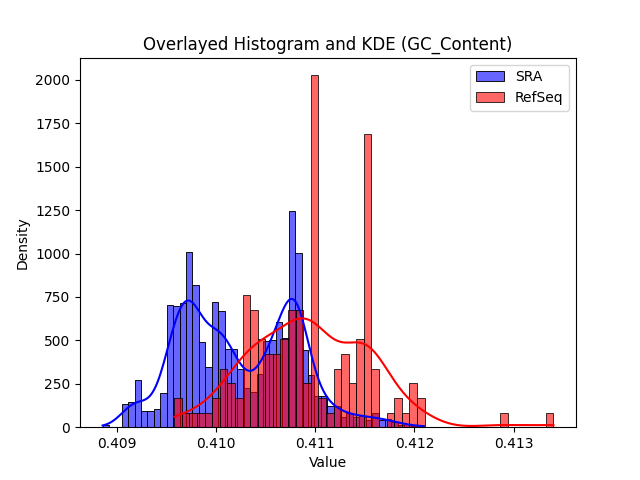 Overlayed Histogram and KDE (GC_Content)
SRA
RefSeq
2000
1750
1500
1250
1000
750
500
250
0
Density
0.409 0.410 0.411 0.412 0.413
Value